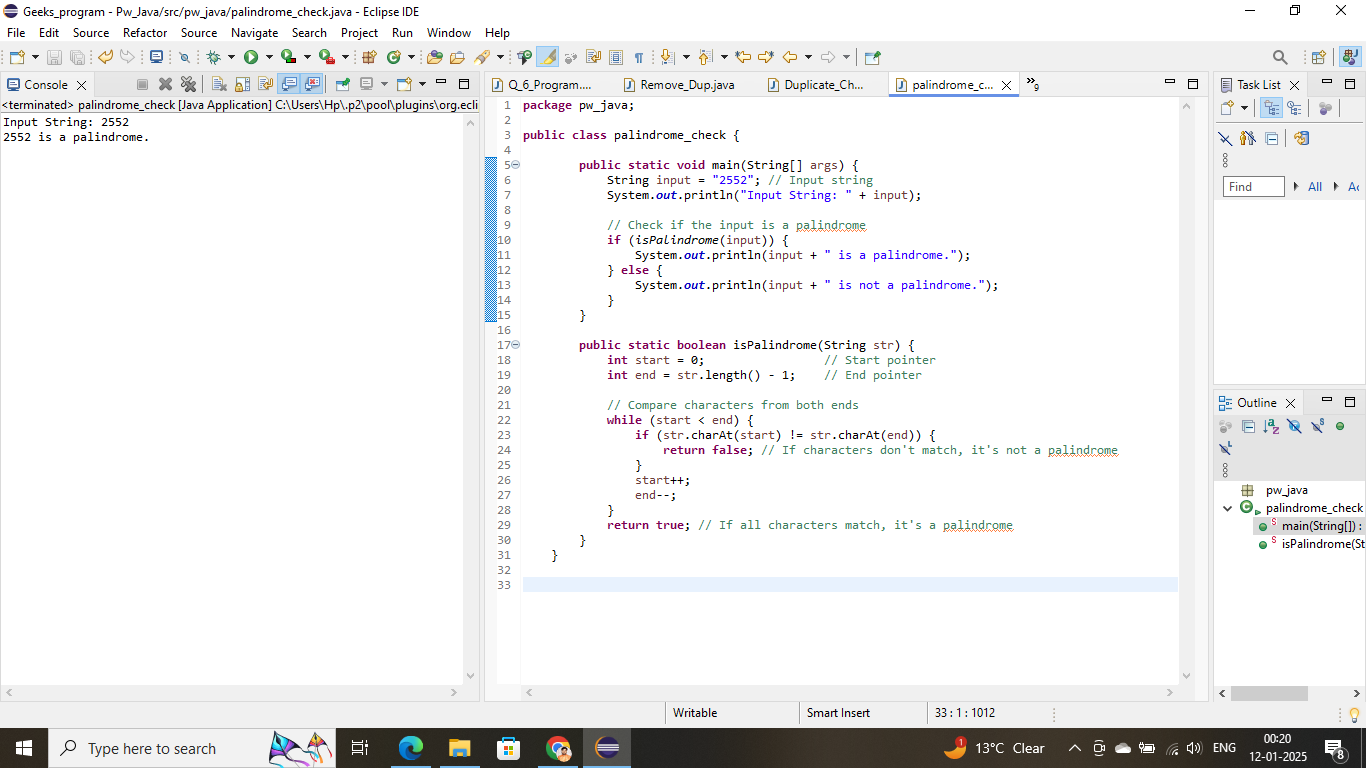 Geeks_program - Pw_Java/src/pw_java/palindrome_check.java - Eclipse IDE
File Edit Source Refactor Source Navigate Search Project Run Window Help
Console
<terminated> palindrome_check [Java Application] C:\Users\Hp\.p2\pool\plugins\org.ecli
Input String: 2552
2552 is a palindrome.
Q_6_Program.... Remove_Dup.java Duplicate_Ch... palindrome_c... »9
1 package pw_java;
2
3 public class palindrome_check {
4
5 public static void main(String[] args) {
6 String input = "2552"; // Input string
7 System.out.println("Input String: " + input);
8
9 // Check if the input is a palindrome
10 if (isPalindrome(input)) {
11 System.out.println(input + " is a palindrome.");
12 } else {
13 System.out.println(input + " is not a palindrome.");
14 }
15 }
16
17 public static boolean isPalindrome(String str) {
18 int start = 0; // Start pointer
19 int end = str.length() - 1; // End pointer
20
21 // Compare characters from both ends
22 while (start < end) {
23 if (str.charAt(start) != str.charAt(end)) {
24 return false; // If characters don't match, it's not a palindrome
25 }
26 start++;
27 end--;
28 }
29 return true; // If all characters match, it's a palindrome
30 }
31 }
32
33
Task List
Find All Ac
Outline
pw_java
palindrome_check
main(String[]) :
isPalindrome(St
Writable Smart Insert 33 : 1 : 1012
Type here to search
1 13°C Clear ENG 00:20
12-01-2025
8